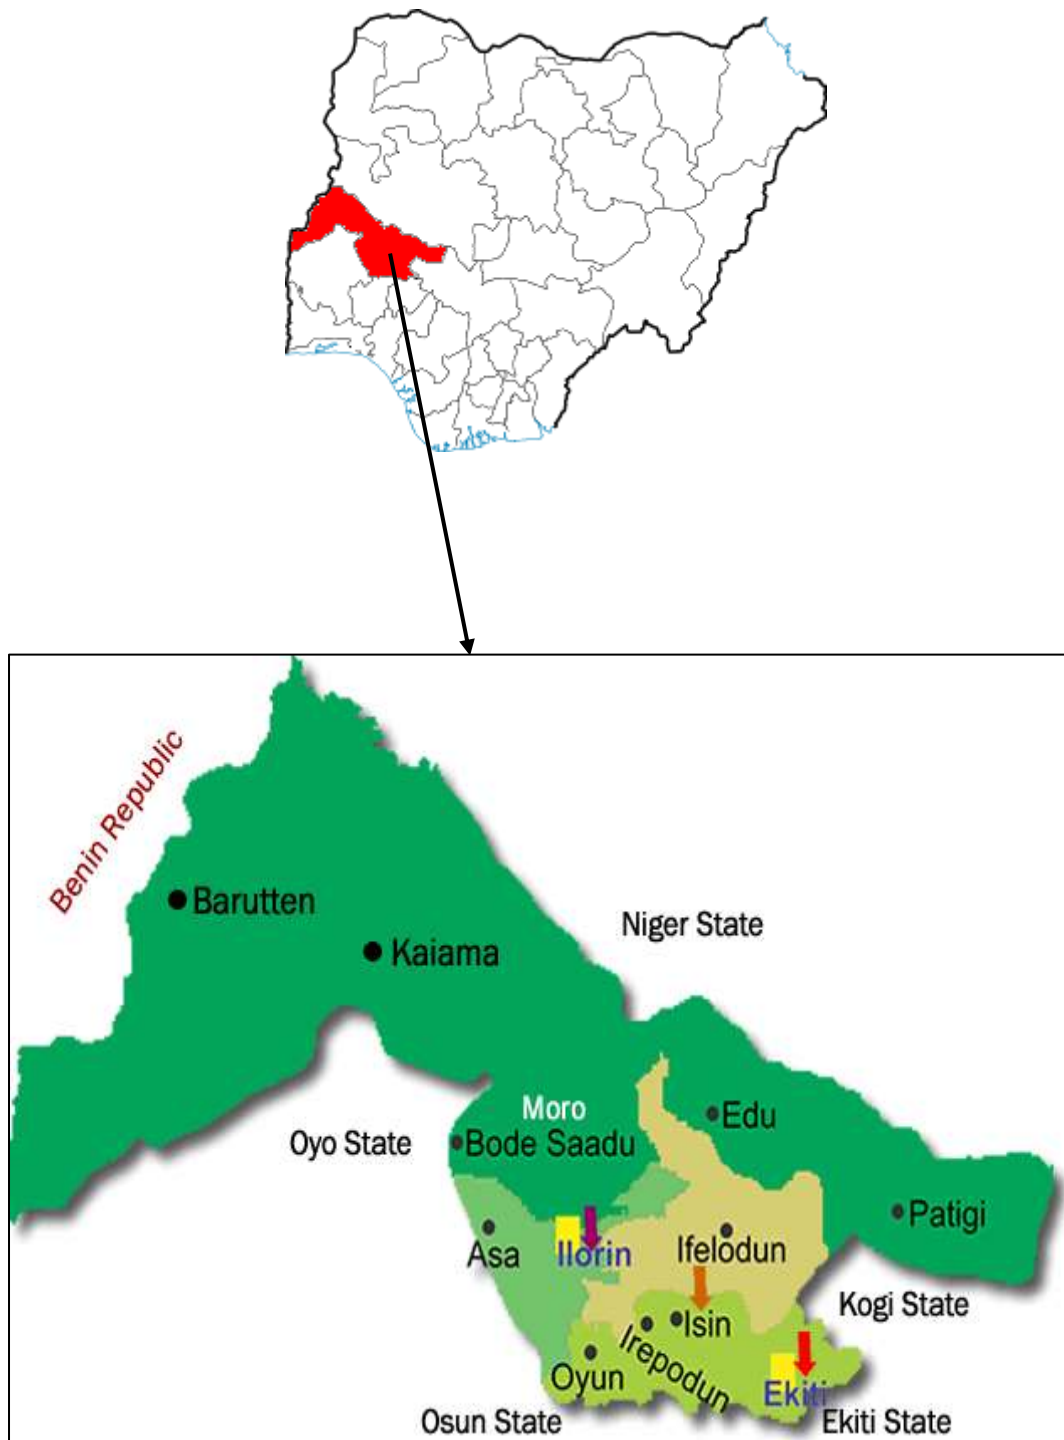 Benin Republic
Barutten
Niger State
Kaiama
Moro
Edu
Oyo State
Bode Saadu
Patigi
Asa
Ilorin
Ifelodun
Kogi State
Isin
Irepodun
Oyun
Ekiti
Osun State
Ekiti State